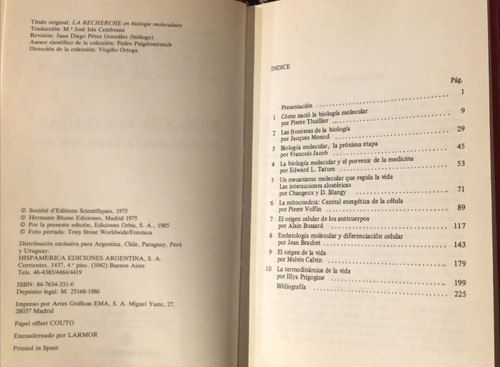 Título original: LA RECHERCHE en biologie moleculaire
Traducción: M.ª José Isla Cembrana
Revisión: Juan Diego Pérez González (biólogo)
Asesor científico de la colección: Pedro Puigdoménech
Dirección de la colección: Virgilio Ortega
© Société d'Editions Scientifiques, 1975
© Hermann Blume Ediciones, Madrid 1975
© Por la presente edición, Ediciones Orbis, S. A., 1985
© Foto portada: Tony Stone Worldwide/Fototeca
Distribución exclusiva para Argentina, Chile, Paraguay, Perú
y Uruguay:
HISPAMERICA EDICIONES ARGENTINA, S. A.
Corrientes, 1437, 4.º piso. (1042) Buenos Aires
Tel. 46-4385/4484/4419
ISBN: 84-7634-331-0
Depósito legal: M. 25168-1986
Impreso por Artes Gráficas EMA, S. A. Miguel Yuste, 27.
28037 Madrid
Papel offset COUTO
Encuadernado por LARMOR
Printed in Spain
INDICE
Pág.
Presentación 1
1 Cómo nació la biología molecular
por Pierre Thuillier 9
2 Las fronteras de la biología
por Jacques Monod 29
3 Biología molecular, la próxima etapa
por Francois Jacob 45
4 La biología molecular y el porvenir de la medicina
por Edward L. Tatum 53
5 Un mecanismo molecular que regula la vida
Las interacciones alostéricas
por Changeux y D. Blangy 71
6 La mitocondria: Central energética de la célula
por Pierre Volfin 89
7 El origen celular de los anticuerpos
por Alain Bussard 117
8 Embriología molecular y diferenciación celular
por Jean Brachet 143
9 El origen de la vida
por Melvin Calvin 179
10 La termodinámica de la vida
por Illya Prigogine 199
Bibliografía 225